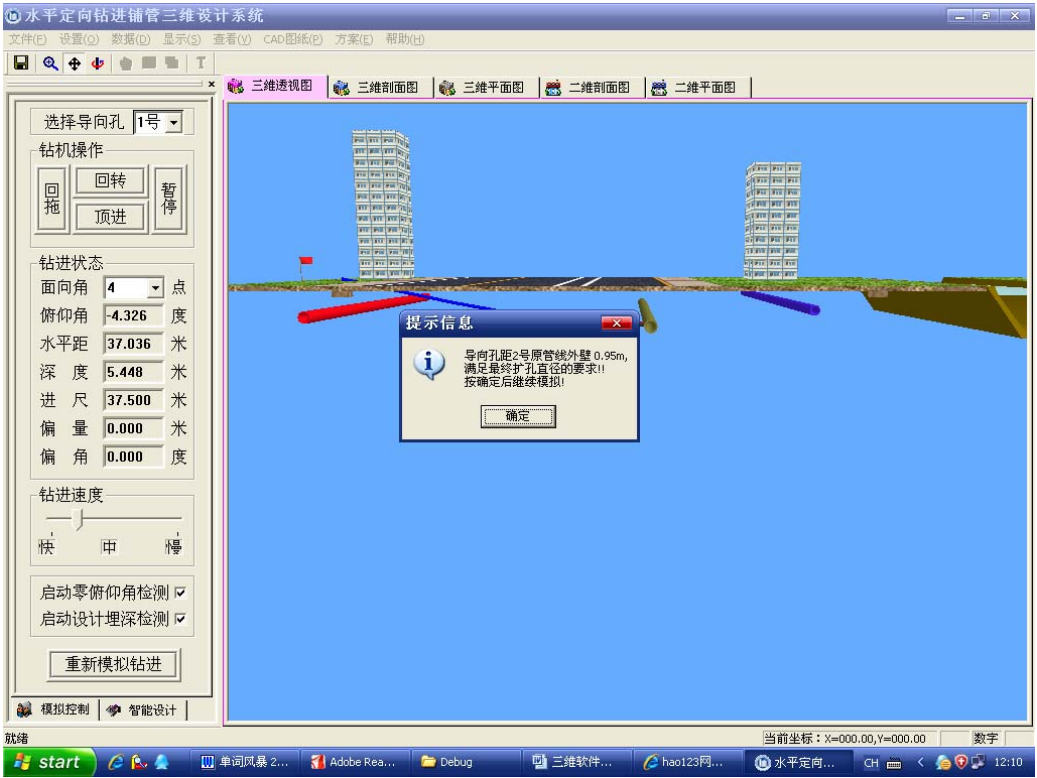 水平定向钻进铺管三维设计系统
文件(F) 设置(O) 数据(D) 显示(S) 查看(V) CAD图纸(P) 方案(E) 帮助(H)
三维透视图 三维剖面图 三维平面图 二维剖面图 二维平面图
选择导向孔 1号
钻机操作
回拖 回转 暂停
顶进
钻进状态
面向角 4 点
俯仰角 -4.326 度
水平距 37.036 米
深 度 5.448 米
进 尺 37.500 米
偏 量 0.000 米
偏 角 0.000 度
钻进速度
快 中 慢
启动零俯仰角检测
启动设计埋深检测
重新模拟钻进
模拟控制 智能设计
提示信息
导向孔距2号原管线外壁 0.95m,
满足最终扩孔直径的要求!!
按确定后继续模拟!
确定
就绪 当前坐标：X=000.00,Y=000.00 数字
start 单词风暴 2... Adobe Rea... Debug 三维软件... hao123网... 水平定向... CH 12:10